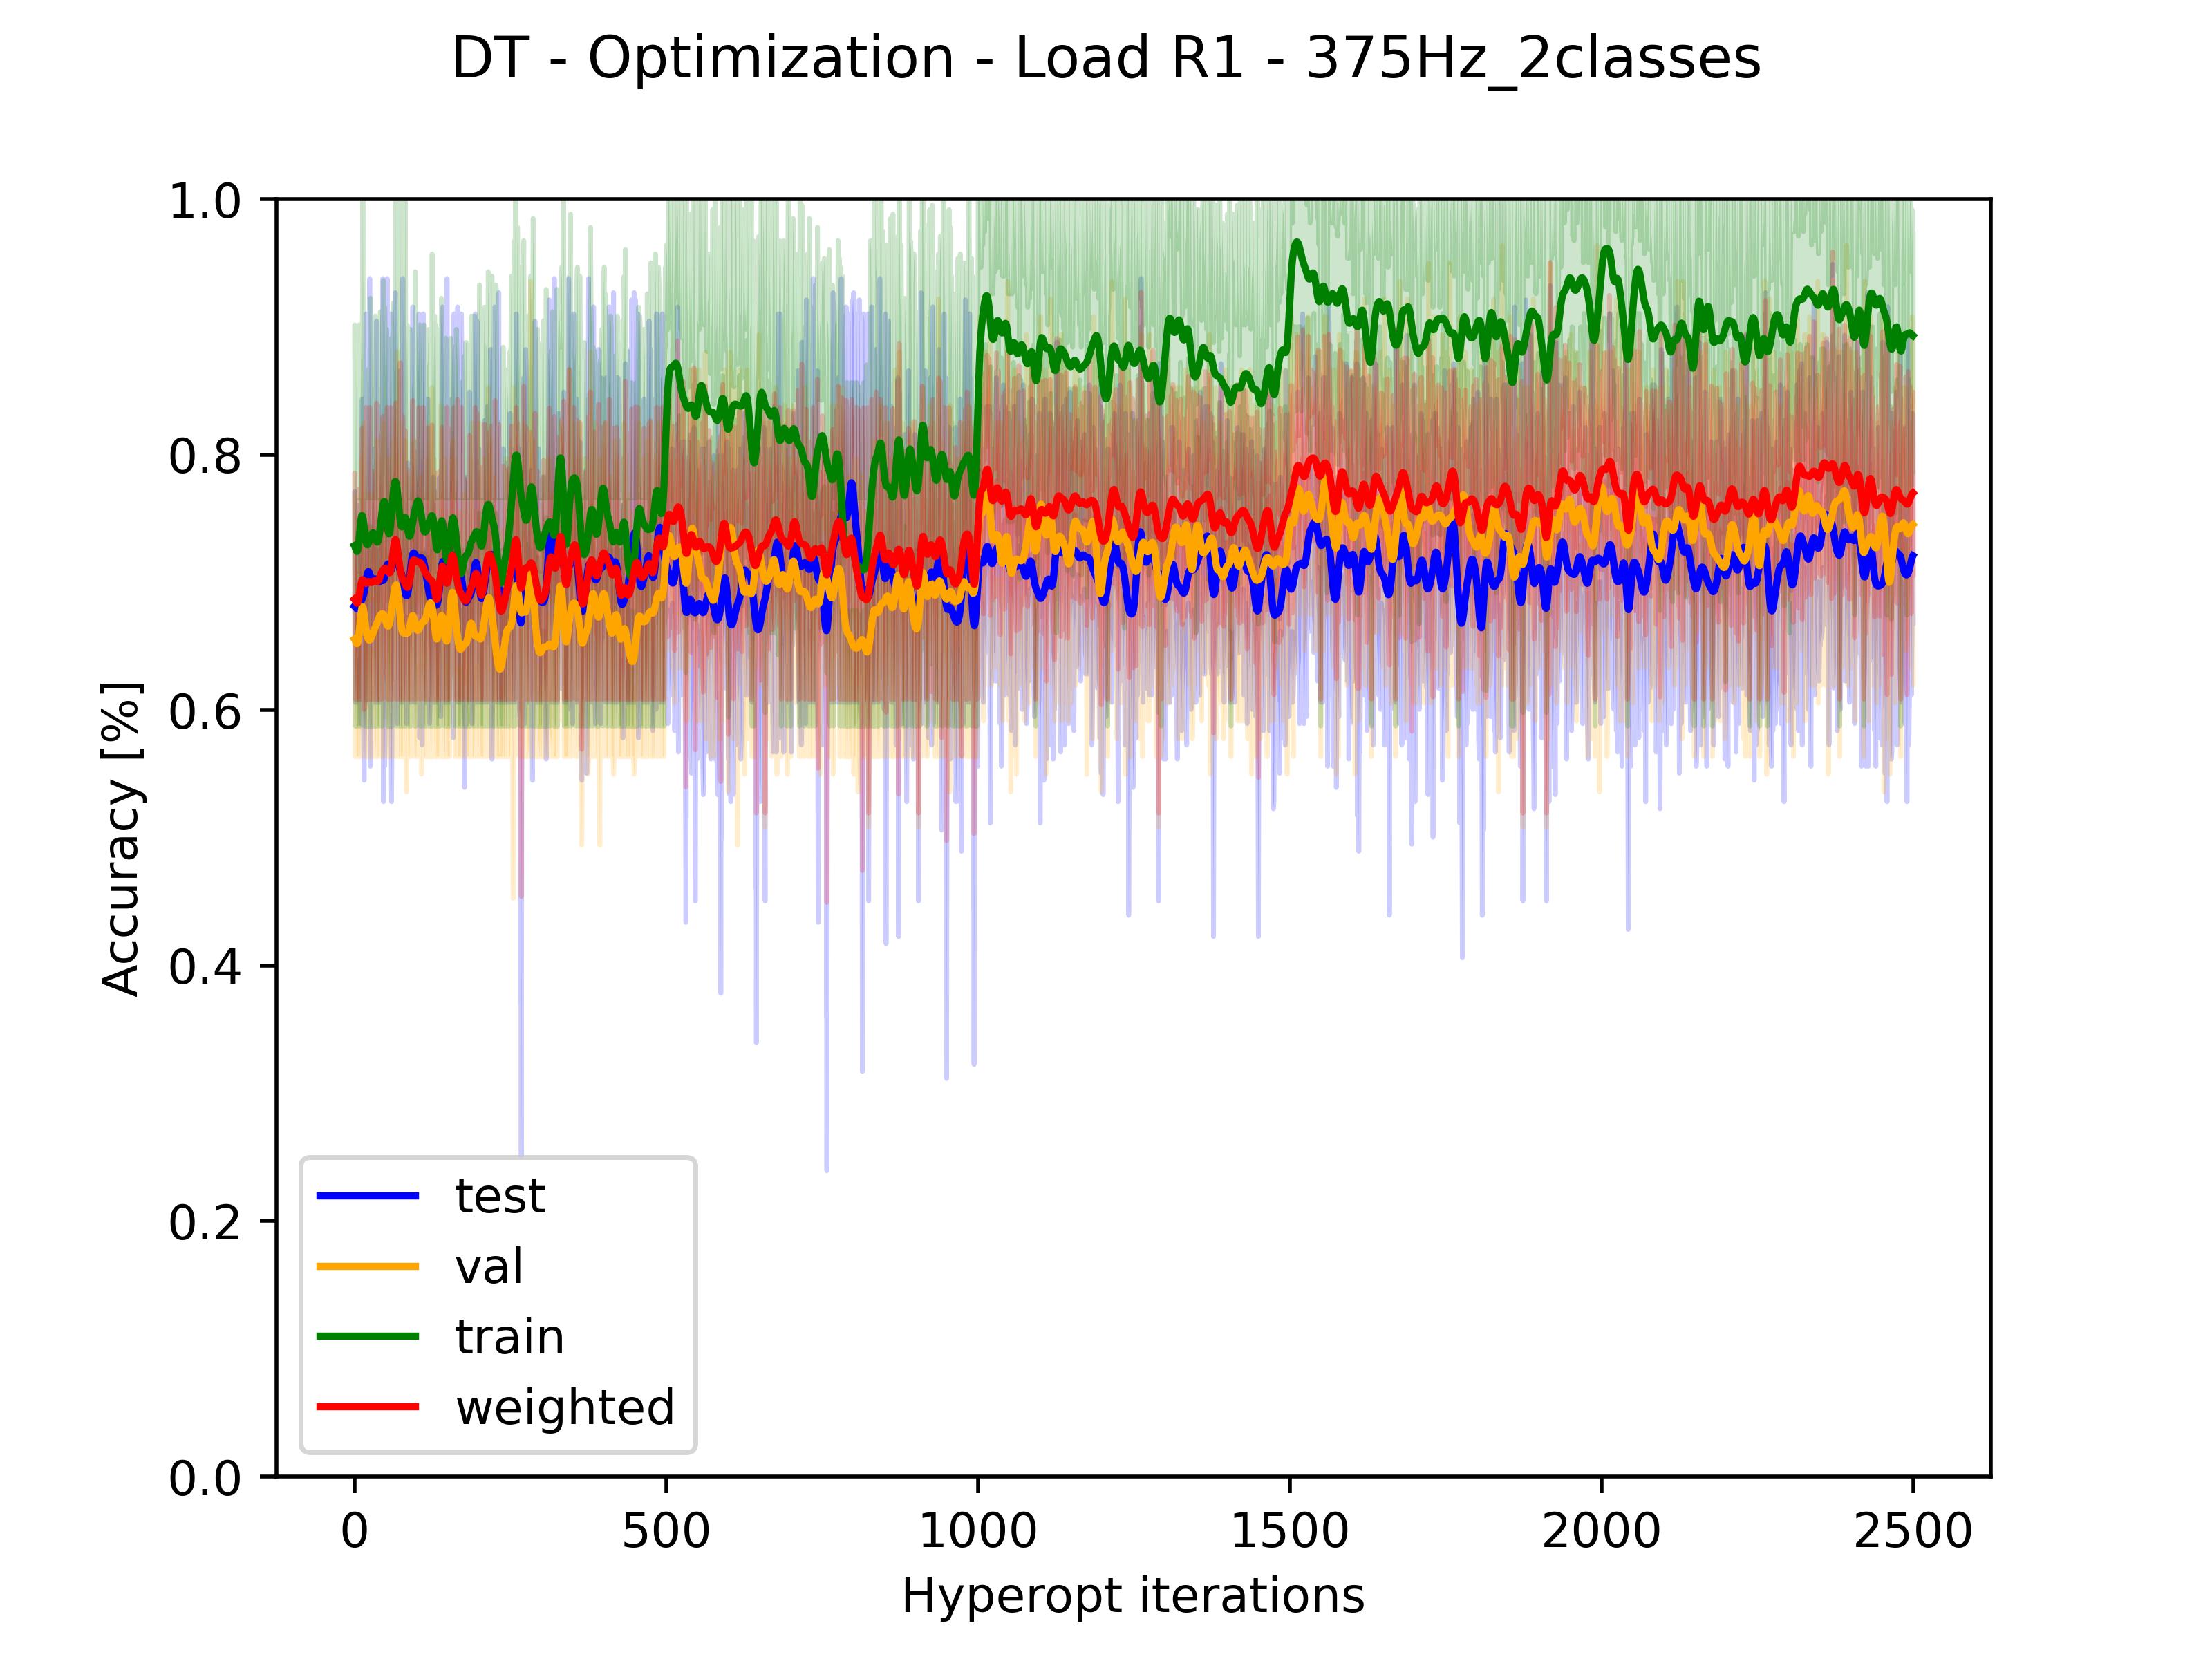 DT - Optimization - Load R1 - 375Hz_2classes
1.0
0.8
0.6
0.4
0.2
0.0
Accuracy [%]
test
val
train
weighted
0 500 1000 1500 2000 2500
Hyperopt iterations